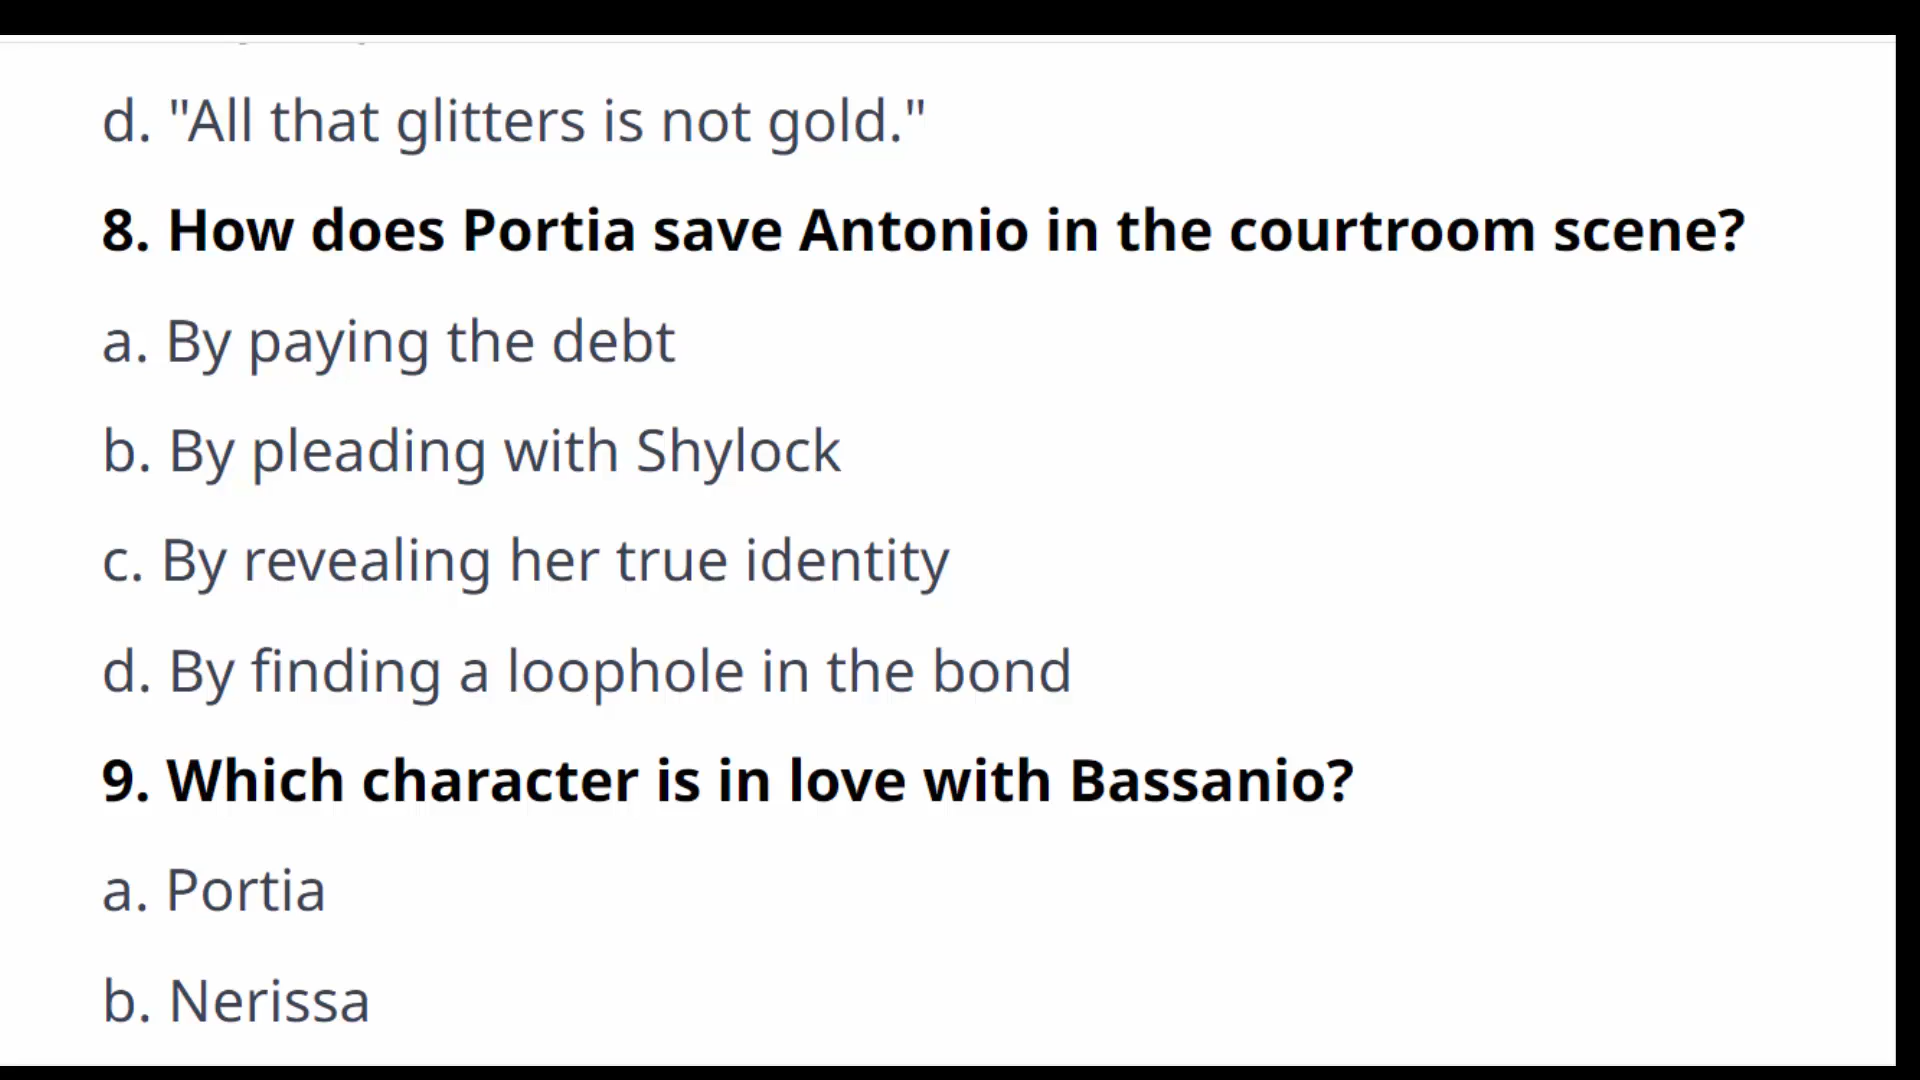 d. "All that glitters is not gold."
8. How does Portia save Antonio in the courtroom scene?
a. By paying the debt
b. By pleading with Shylock
c. By revealing her true identity
d. By finding a loophole in the bond
9. Which character is in love with Bassanio?
a. Portia
b. Nerissa